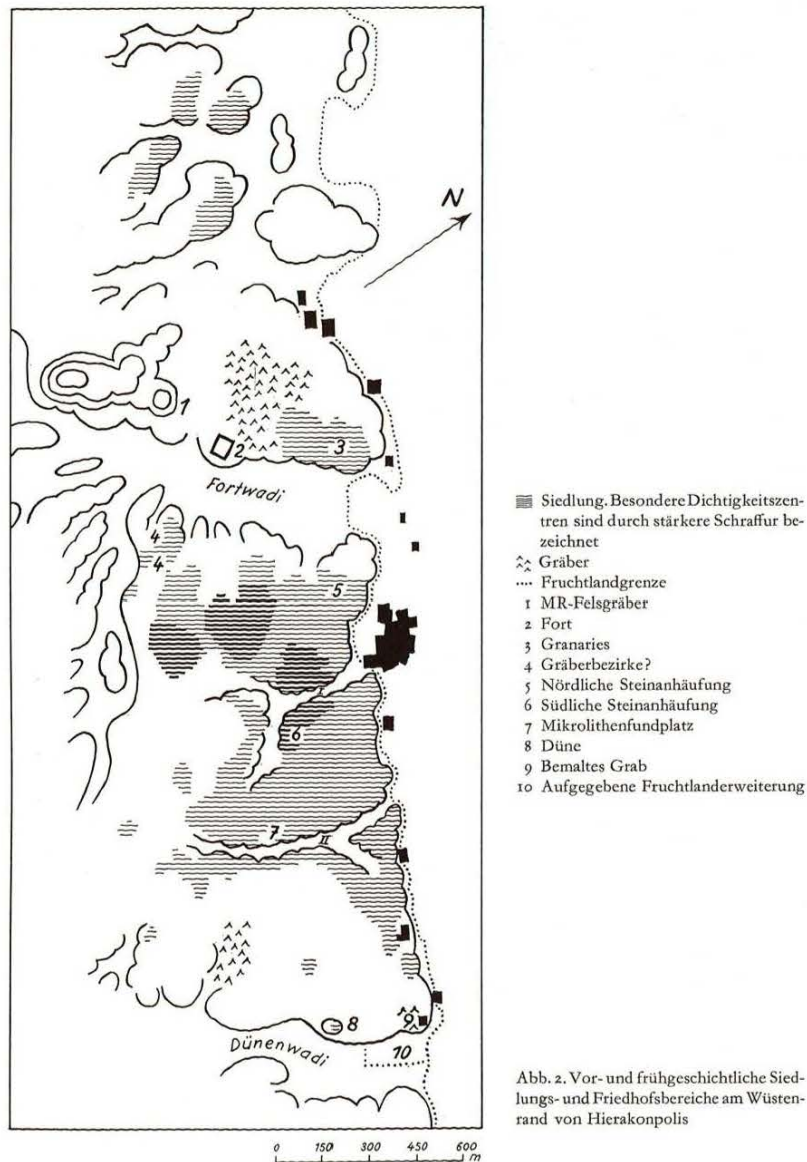 N
1
2
3
Fortwadi
4
4
5
6
7
II
8
9
Dünenwadi
10
0 150 300 450 600
m
Siedlung. Besondere Dichtigkeitszen-
tren sind durch stärkere Schraffur be-
zeichnet
Gräber
Fruchtlandgrenze
1 MR-Felsgräber
2 Fort
3 Granaries
4 Gräberbezirke?
5 Nördliche Steinanhäufung
6 Südliche Steinanhäufung
7 Mikrolithenfundplatz
8 Düne
9 Bemaltes Grab
10 Aufgegebene Fruchtlanderweiterung
Abb. 2. Vor- und frühgeschichtliche Sied-
lungs- und Friedhofsbereiche am Wüsten-
rand von Hierakonpolis